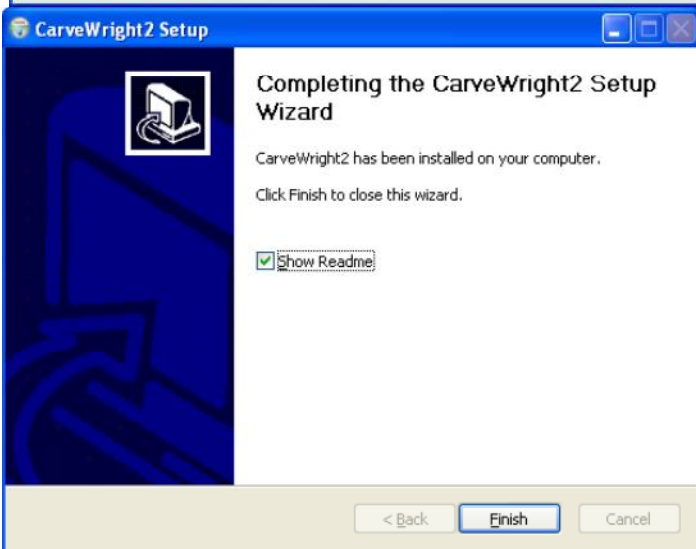 CarveWright2 Setup
Completing the CarveWright2 Setup
Wizard
CarveWright2 has been installed on your computer.
Click Finish to close this wizard.
Show Readme
< Back
Finish
Cancel